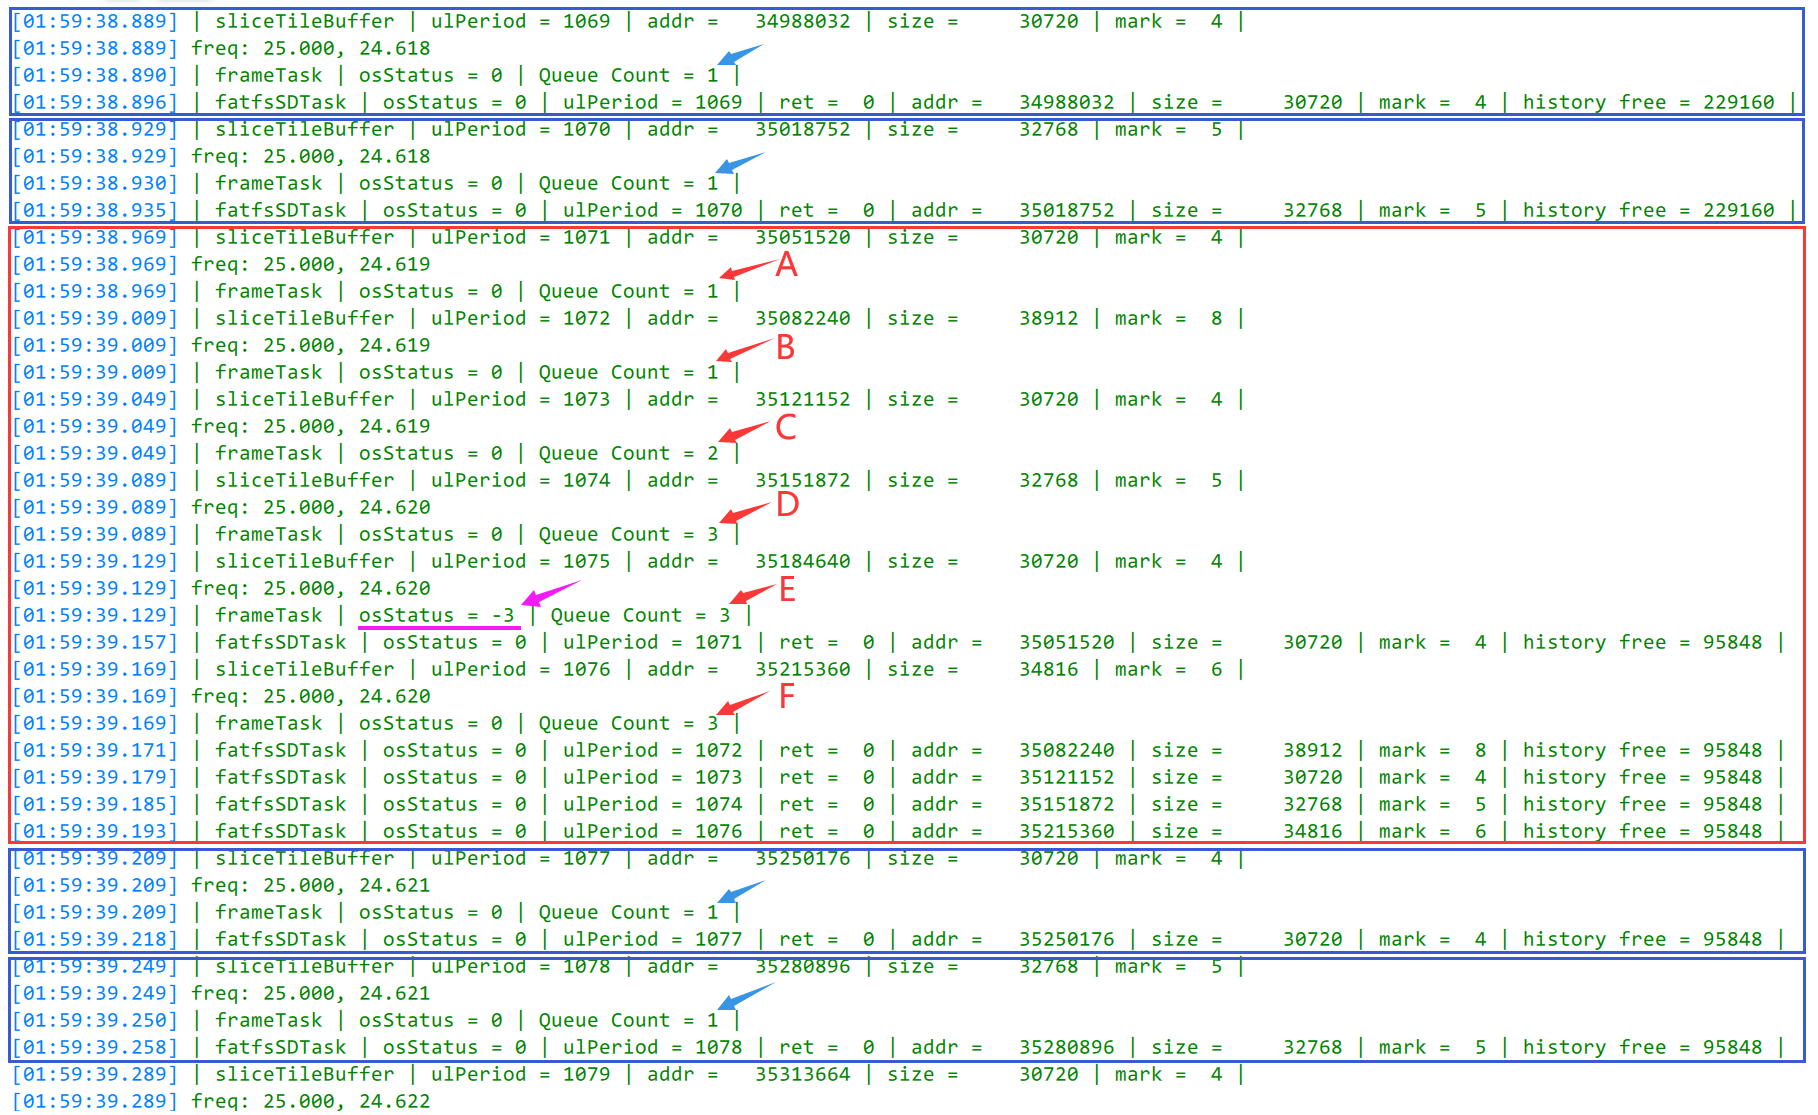 [01:59:38.889] | sliceTileBuffer | ulPeriod = 1069 | addr =   34988032 | size =     30720 | mark =  4 |
[01:59:38.889] freq: 25.000, 24.618
[01:59:38.890] | frameTask | osStatus = 0 | Queue Count = 1 |
[01:59:38.896] | fatfsSDTask | osStatus = 0 | ulPeriod = 1069 | ret =  0 | addr =   34988032 | size =     30720 | mark =  4 | history free = 229160 |
[01:59:38.929] | sliceTileBuffer | ulPeriod = 1070 | addr =   35018752 | size =     32768 | mark =  5 |
[01:59:38.929] freq: 25.000, 24.618
[01:59:38.930] | frameTask | osStatus = 0 | Queue Count = 1 |
[01:59:38.935] | fatfsSDTask | osStatus = 0 | ulPeriod = 1070 | ret =  0 | addr =   35018752 | size =     32768 | mark =  5 | history free = 229160 |
[01:59:38.969] | sliceTileBuffer | ulPeriod = 1071 | addr =   35051520 | size =     30720 | mark =  4 |
[01:59:38.969] freq: 25.000, 24.619
A
[01:59:38.969] | frameTask | osStatus = 0 | Queue Count = 1 |
[01:59:39.009] | sliceTileBuffer | ulPeriod = 1072 | addr =   35082240 | size =     38912 | mark =  8 |
[01:59:39.009] freq: 25.000, 24.619
B
[01:59:39.009] | frameTask | osStatus = 0 | Queue Count = 1 |
[01:59:39.049] | sliceTileBuffer | ulPeriod = 1073 | addr =   35121152 | size =     30720 | mark =  4 |
[01:59:39.049] freq: 25.000, 24.619
C
[01:59:39.049] | frameTask | osStatus = 0 | Queue Count = 2 |
[01:59:39.089] | sliceTileBuffer | ulPeriod = 1074 | addr =   35151872 | size =     32768 | mark =  5 |
[01:59:39.089] freq: 25.000, 24.620
D
[01:59:39.089] | frameTask | osStatus = 0 | Queue Count = 3 |
[01:59:39.129] | sliceTileBuffer | ulPeriod = 1075 | addr =   35184640 | size =     30720 | mark =  4 |
[01:59:39.129] freq: 25.000, 24.620
E
[01:59:39.129] | frameTask | osStatus = -3 | Queue Count = 3 |
[01:59:39.157] | fatfsSDTask | osStatus = 0 | ulPeriod = 1071 | ret =  0 | addr =   35051520 | size =     30720 | mark =  4 | history free = 95848 |
[01:59:39.169] | sliceTileBuffer | ulPeriod = 1076 | addr =   35215360 | size =     34816 | mark =  6 |
[01:59:39.169] freq: 25.000, 24.620
F
[01:59:39.169] | frameTask | osStatus = 0 | Queue Count = 3 |
[01:59:39.171] | fatfsSDTask | osStatus = 0 | ulPeriod = 1072 | ret =  0 | addr =   35082240 | size =     38912 | mark =  8 | history free = 95848 |
[01:59:39.179] | fatfsSDTask | osStatus = 0 | ulPeriod = 1073 | ret =  0 | addr =   35121152 | size =     30720 | mark =  4 | history free = 95848 |
[01:59:39.185] | fatfsSDTask | osStatus = 0 | ulPeriod = 1074 | ret =  0 | addr =   35151872 | size =     32768 | mark =  5 | history free = 95848 |
[01:59:39.193] | fatfsSDTask | osStatus = 0 | ulPeriod = 1076 | ret =  0 | addr =   35215360 | size =     34816 | mark =  6 | history free = 95848 |
[01:59:39.209] | sliceTileBuffer | ulPeriod = 1077 | addr =   35250176 | size =     30720 | mark =  4 |
[01:59:39.209] freq: 25.000, 24.621
[01:59:39.209] | frameTask | osStatus = 0 | Queue Count = 1 |
[01:59:39.218] | fatfsSDTask | osStatus = 0 | ulPeriod = 1077 | ret =  0 | addr =   35250176 | size =     30720 | mark =  4 | history free = 95848 |
[01:59:39.249] | sliceTileBuffer | ulPeriod = 1078 | addr =   35280896 | size =     32768 | mark =  5 |
[01:59:39.249] freq: 25.000, 24.621
[01:59:39.250] | frameTask | osStatus = 0 | Queue Count = 1 |
[01:59:39.258] | fatfsSDTask | osStatus = 0 | ulPeriod = 1078 | ret =  0 | addr =   35280896 | size =     32768 | mark =  5 | history free = 95848 |
[01:59:39.289] | sliceTileBuffer | ulPeriod = 1079 | addr =   35313664 | size =     30720 | mark =  4 |
[01:59:39.289] freq: 25.000, 24.622